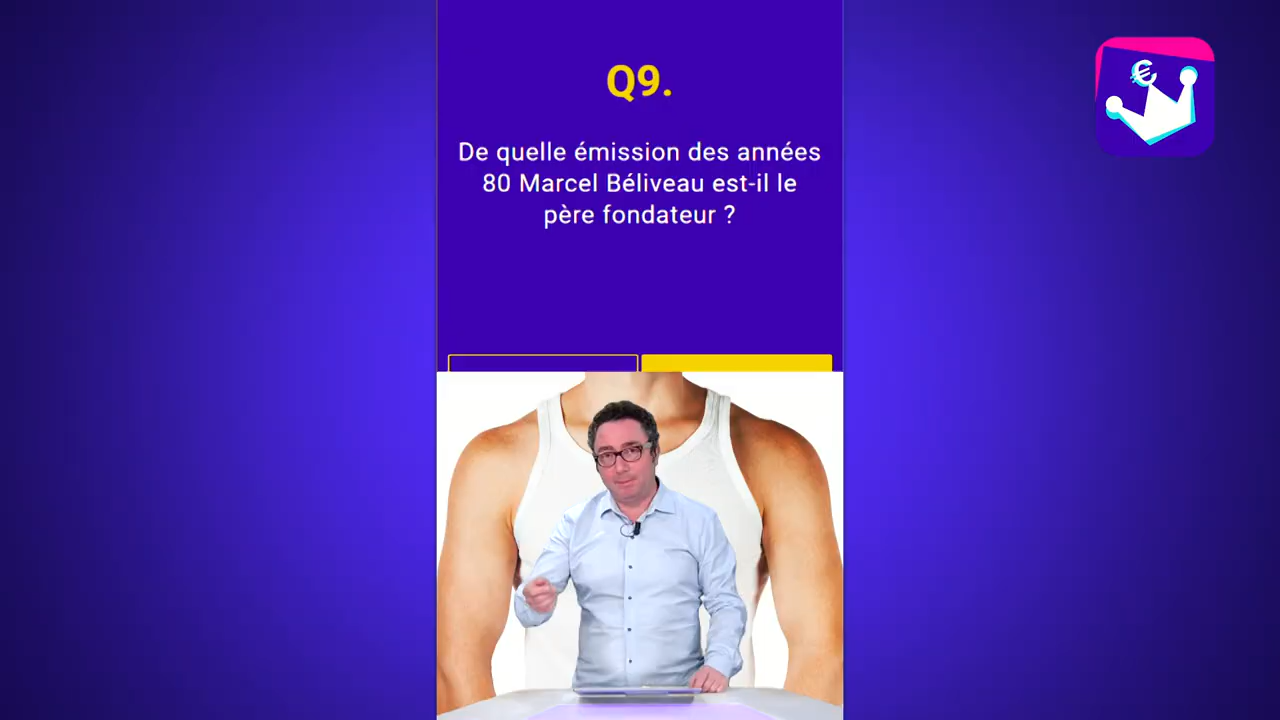 Q9.
De quelle émission des années
80 Marcel Béliveau est-il le
père fondateur ?
€